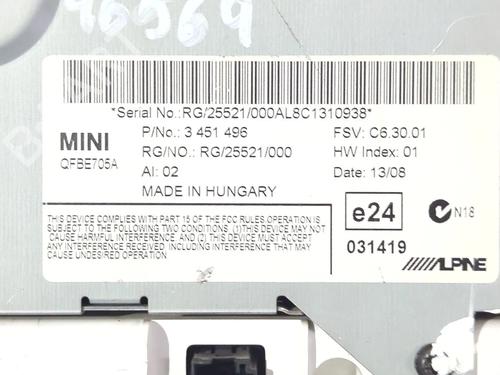 *Serial No.:RG/25521/000AL8C1310938*
MINI
P/No.: 3 451 496
FSV: C6.30.01
QFBE705A
RG/NO.: RG/25521/000
HW Index: 01
AI: 02
Date: 13/08
MADE IN HUNGARY
THIS DEVICE COMPLIES WITH PART 15 OF THE FCC RULES.OPERATION IS
SUBJECT TO THE FOLLOWING TWO CONDITIONS. (1)THIS DEVICE MAY NOT
CAUSE HARMFUL INTERFERENCE, AND (2) THIS DEVICE MUST ACCEPT ANY
INTERFERENCE RECEIVED,INCLUDING INTERFERENCE THAT MAY CAUSE
UNDESIRED OPERATION
e24
N18
031419
ALPINE